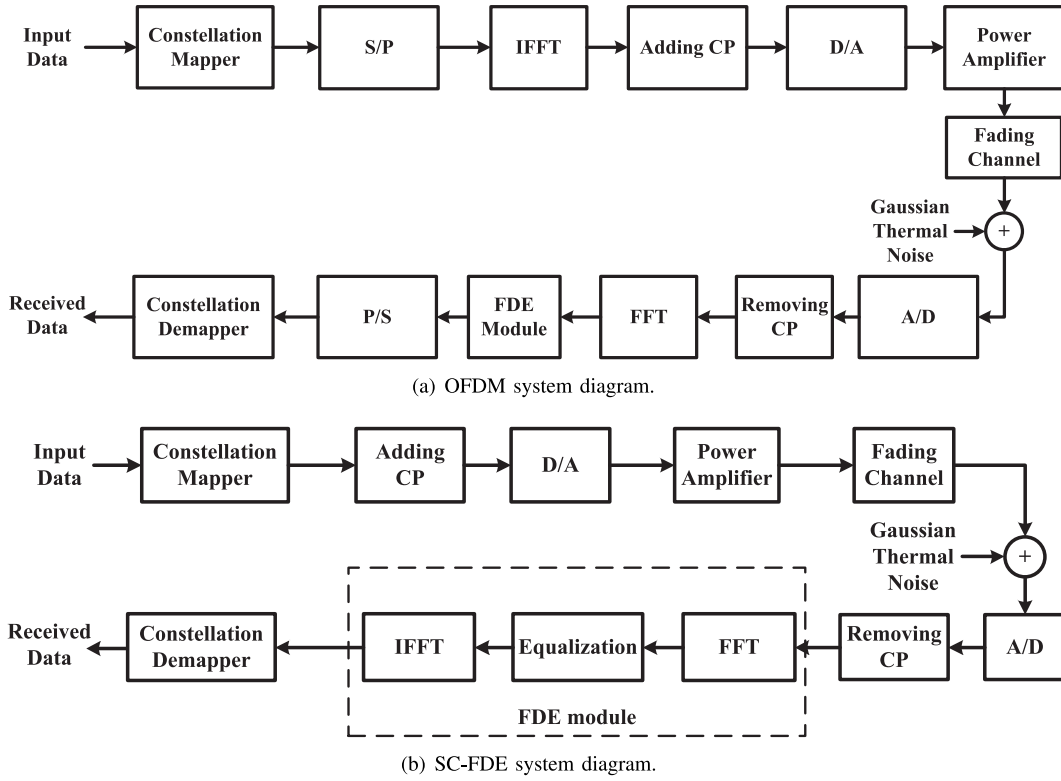 Input
Data
Constellation
Mapper
S/P
IFFT
Adding CP
D/A
Power
Amplifier
Fading
Channel
Gaussian
Thermal
Noise
+
Received
Data
Constellation
Demapper
P/S
FDE
Module
FFT
Removing
CP
A/D
(a) OFDM system diagram.
Input
Data
Constellation
Mapper
Adding
CP
D/A
Power
Amplifier
Fading
Channel
Gaussian
Thermal
Noise
+
Received
Data
Constellation
Demapper
IFFT
Equalization
FFT
Removing
CP
A/D
FDE module
(b) SC-FDE system diagram.